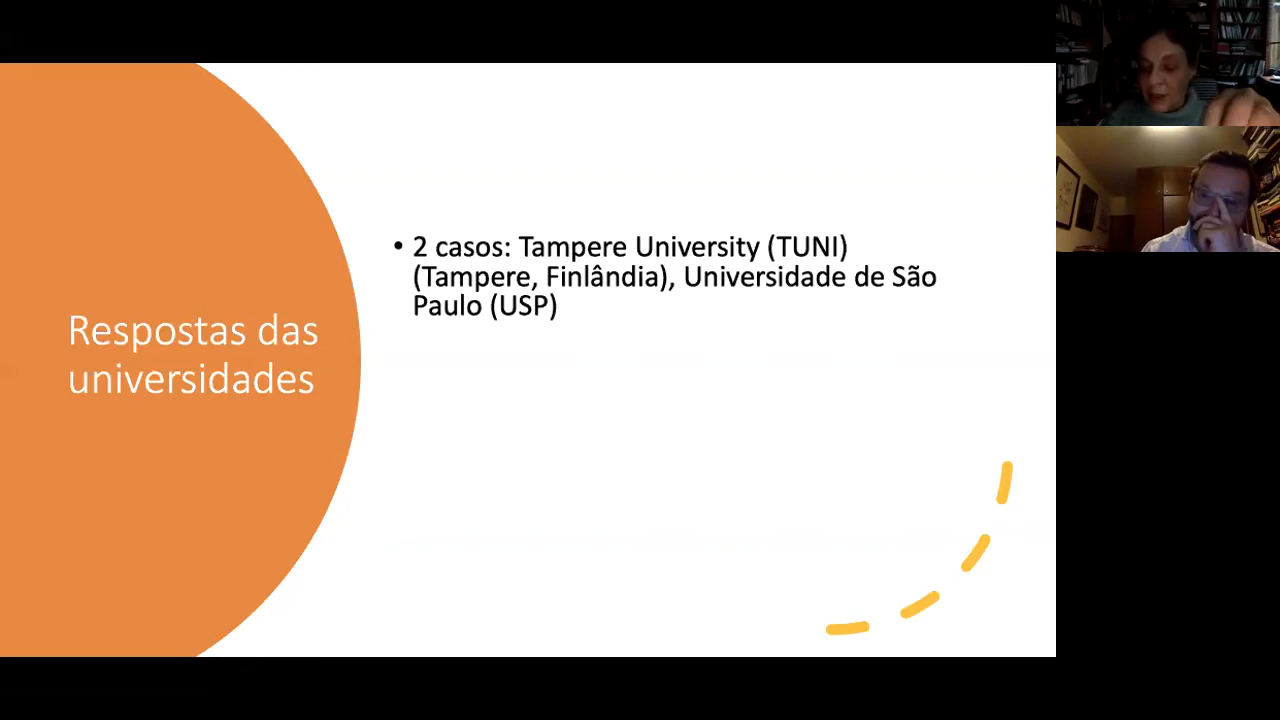 Respostas das
universidades
• 2 casos: Tampere University (TUNI)
(Tampere, Finlândia), Universidade de São
Paulo (USP)